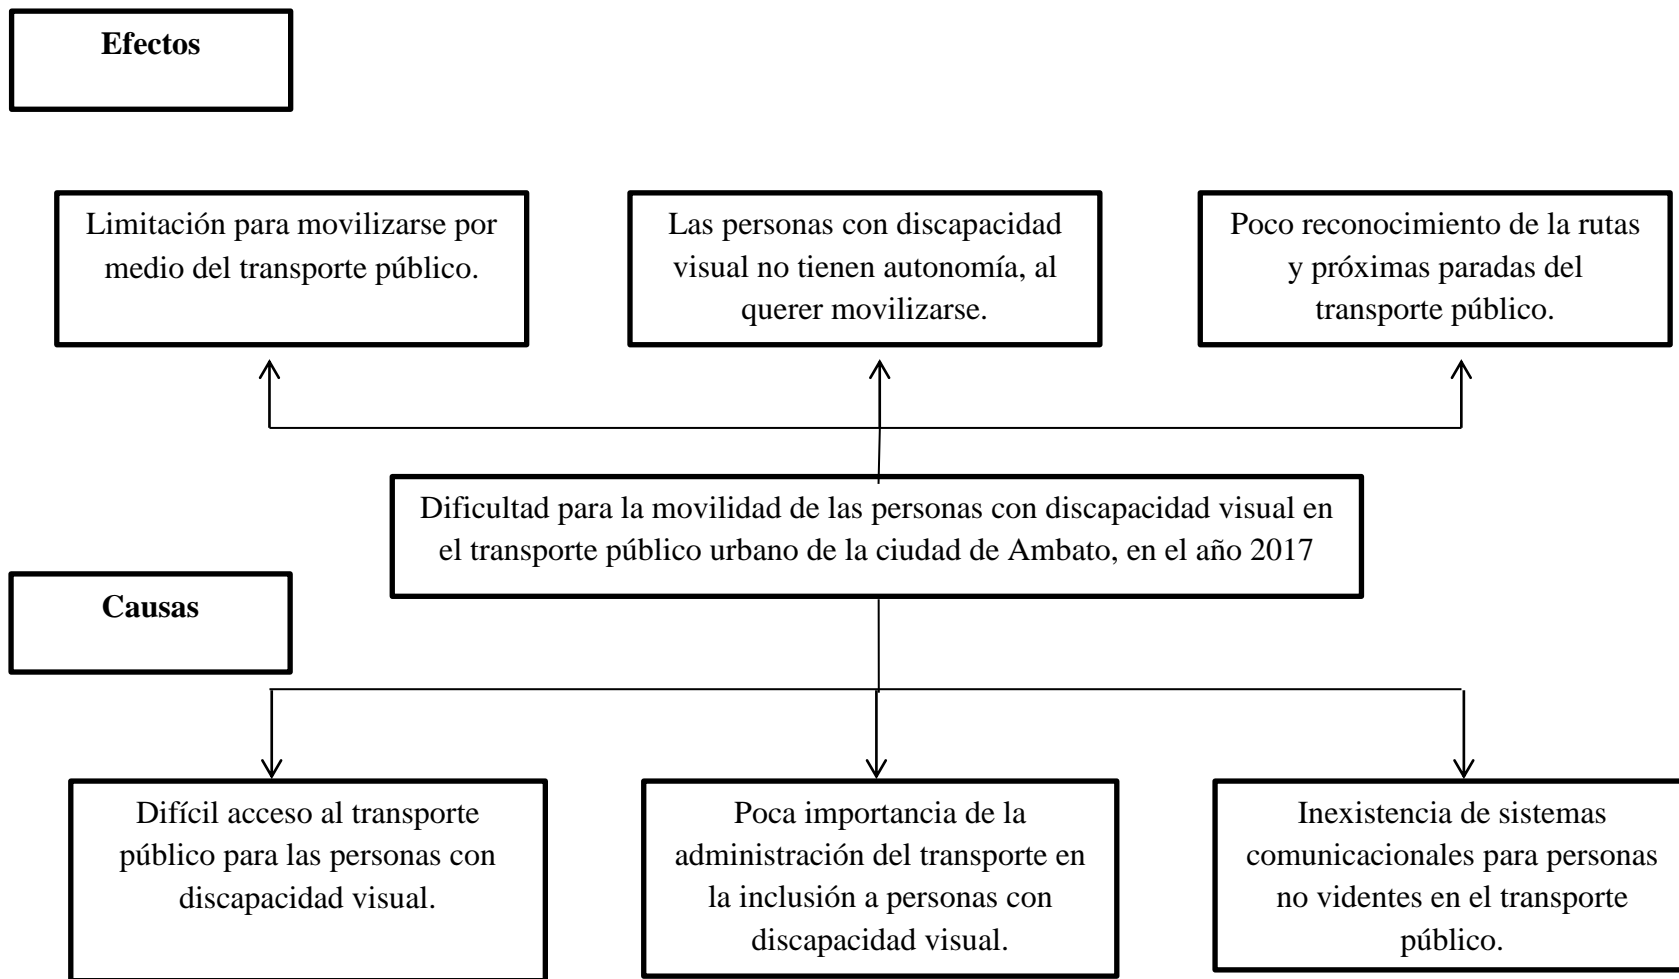 Efectos
Limitación para movilizarse por
medio del transporte público.
Las personas con discapacidad
visual no tienen autonomía, al
querer movilizarse.
Poco reconocimiento de la rutas
y próximas paradas del
transporte público.
Dificultad para la movilidad de las personas con discapacidad visual en
el transporte público urbano de la ciudad de Ambato, en el año 2017
Causas
Difícil acceso al transporte
público para las personas con
discapacidad visual.
Poca importancia de la
administración del transporte en
la inclusión a personas con
discapacidad visual.
Inexistencia de sistemas
comunicacionales para personas
no videntes en el transporte
público.